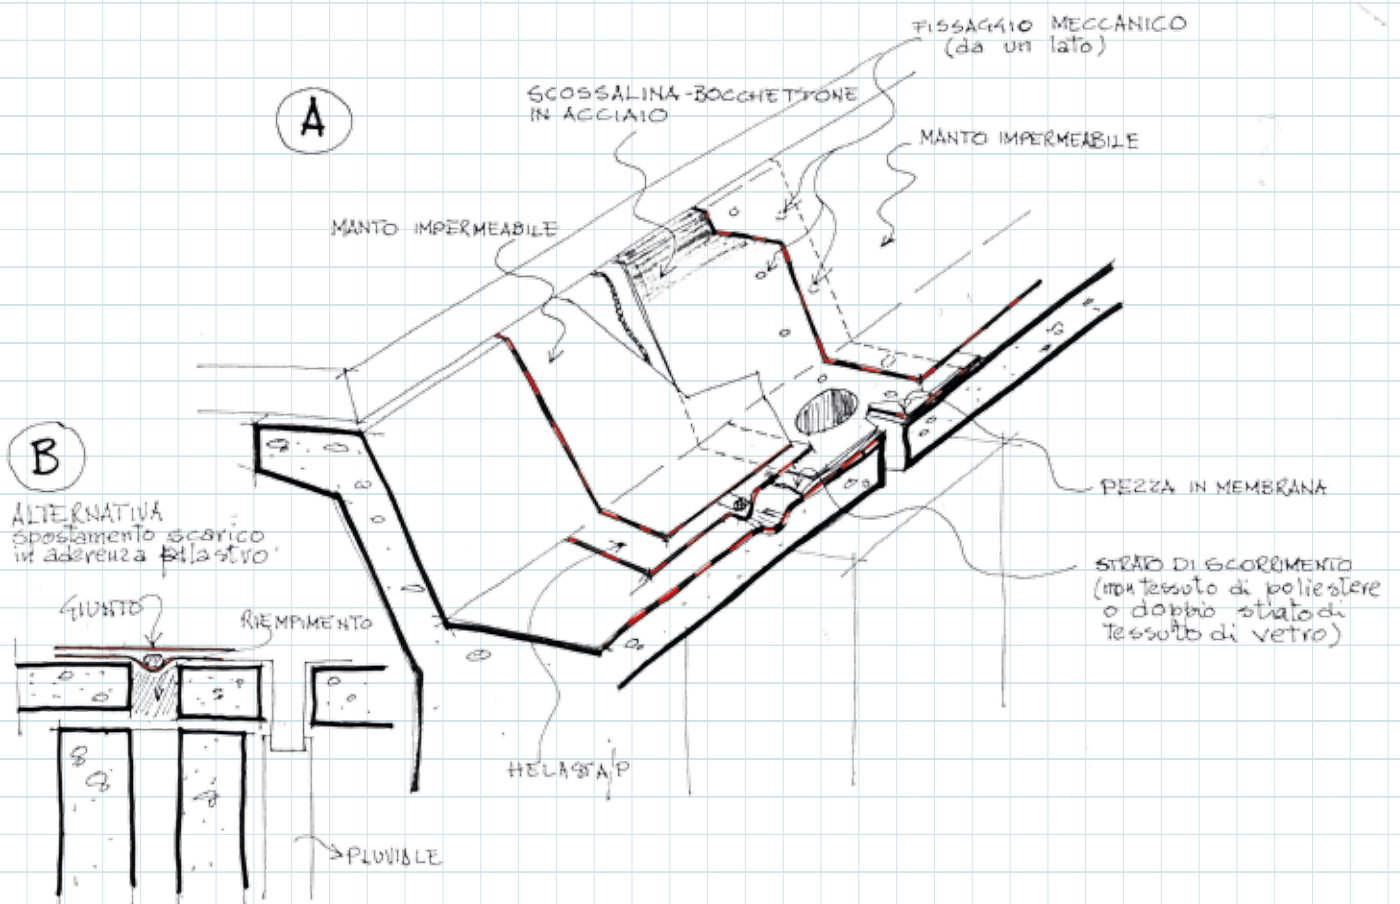 FISSAGGIO MECCANICO
(da un lato)
A
SCOSSALINA-BOCCHETTONE
IN ACCIAIO
MANTO IMPERMEABILE
MANTO IMPERMEABILE
B
ALTERNATIVA
spostamento scarico
in aderenza pilastro
PEZZA IN MEMBRANA
STRATO DI SCORRIMENTO
(non tessuto di poliestere
o doppio strato di
tessuto di vetro)
GIUNTO
RIEMPIMENTO
HELASTA/P
PLUVIALE